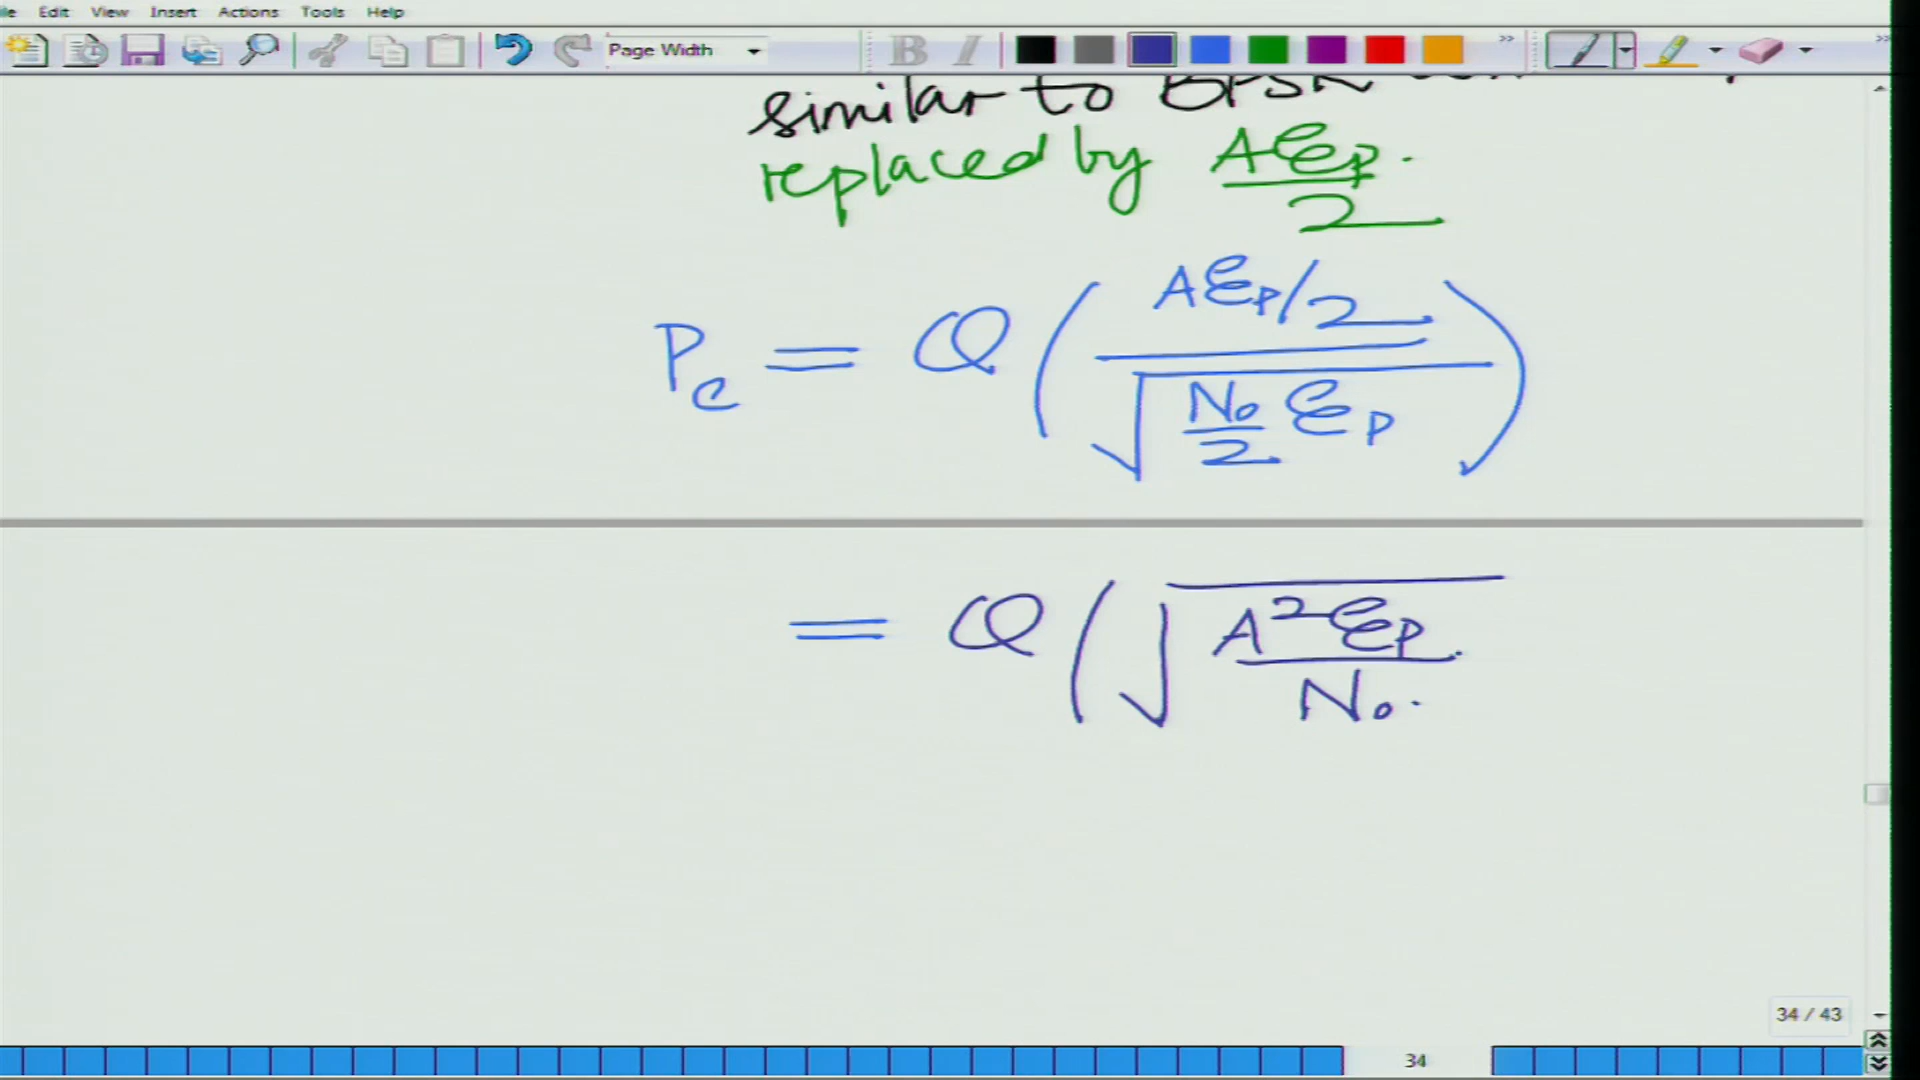 Edit View Insert Actions Tools Help
Page Width
B I
similar to BPSK
replaced by Aℰp/2.
Pe = Q( (Aℰp/2) / √(N₀/2 ℰp) )
= Q( √(A²ℰp / N₀.
34 / 43
34